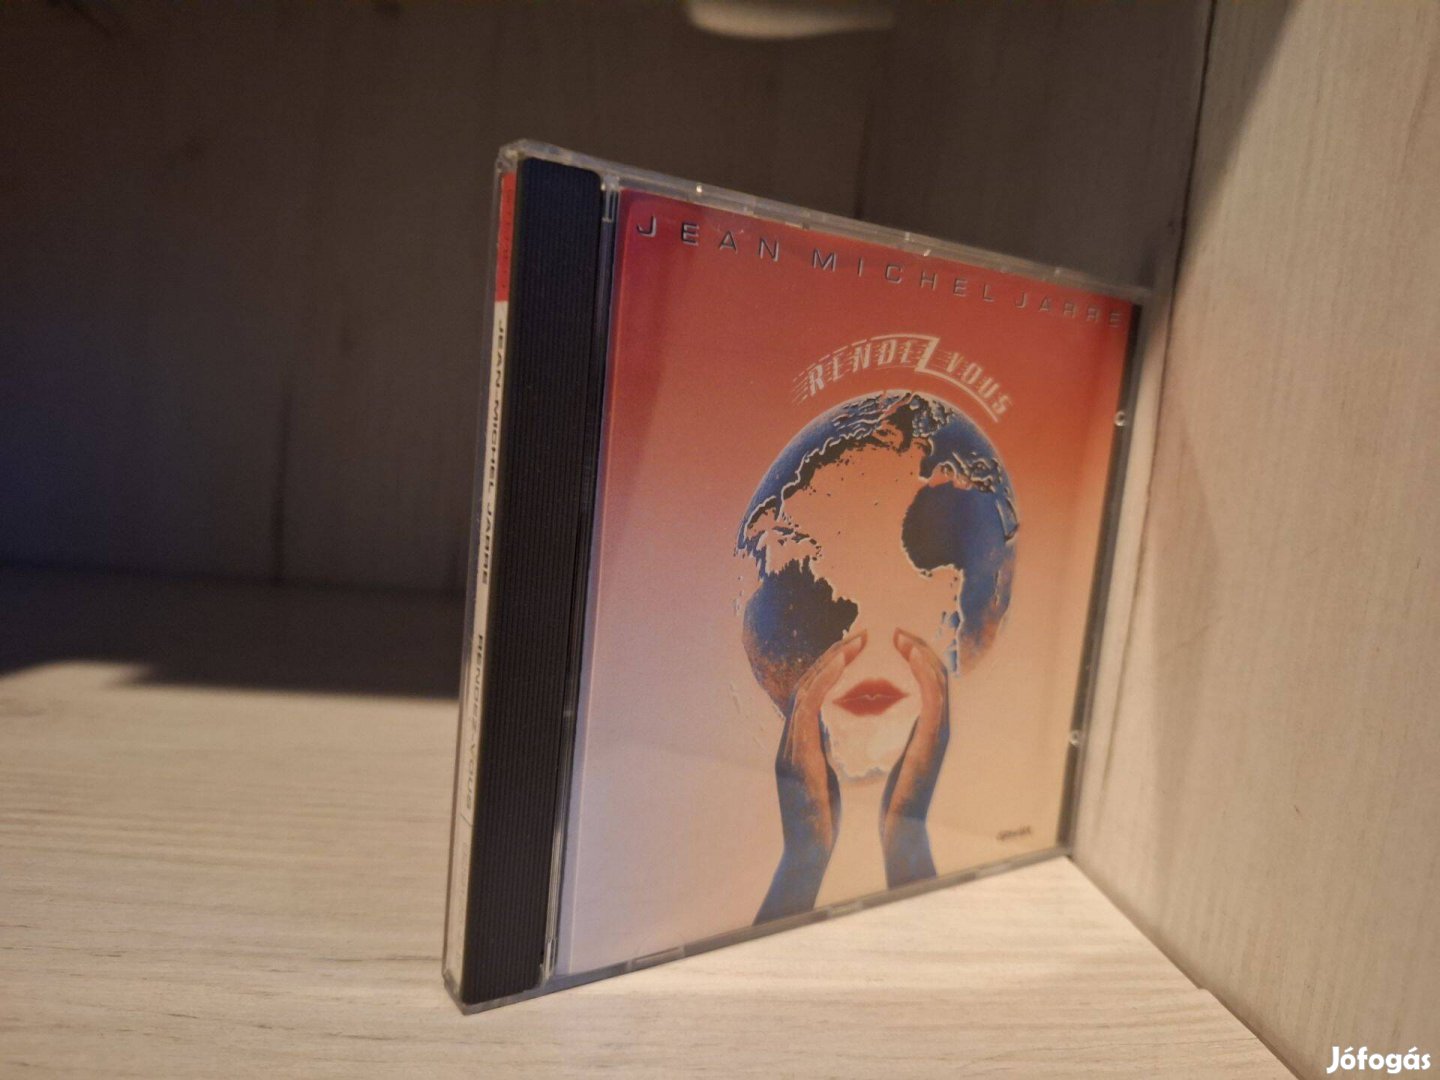 JEAN MICHEL JARRE
RENDEZ VOUS
JEAN-MICHEL JARRE
RENDEZ-VOUS
Jófogás